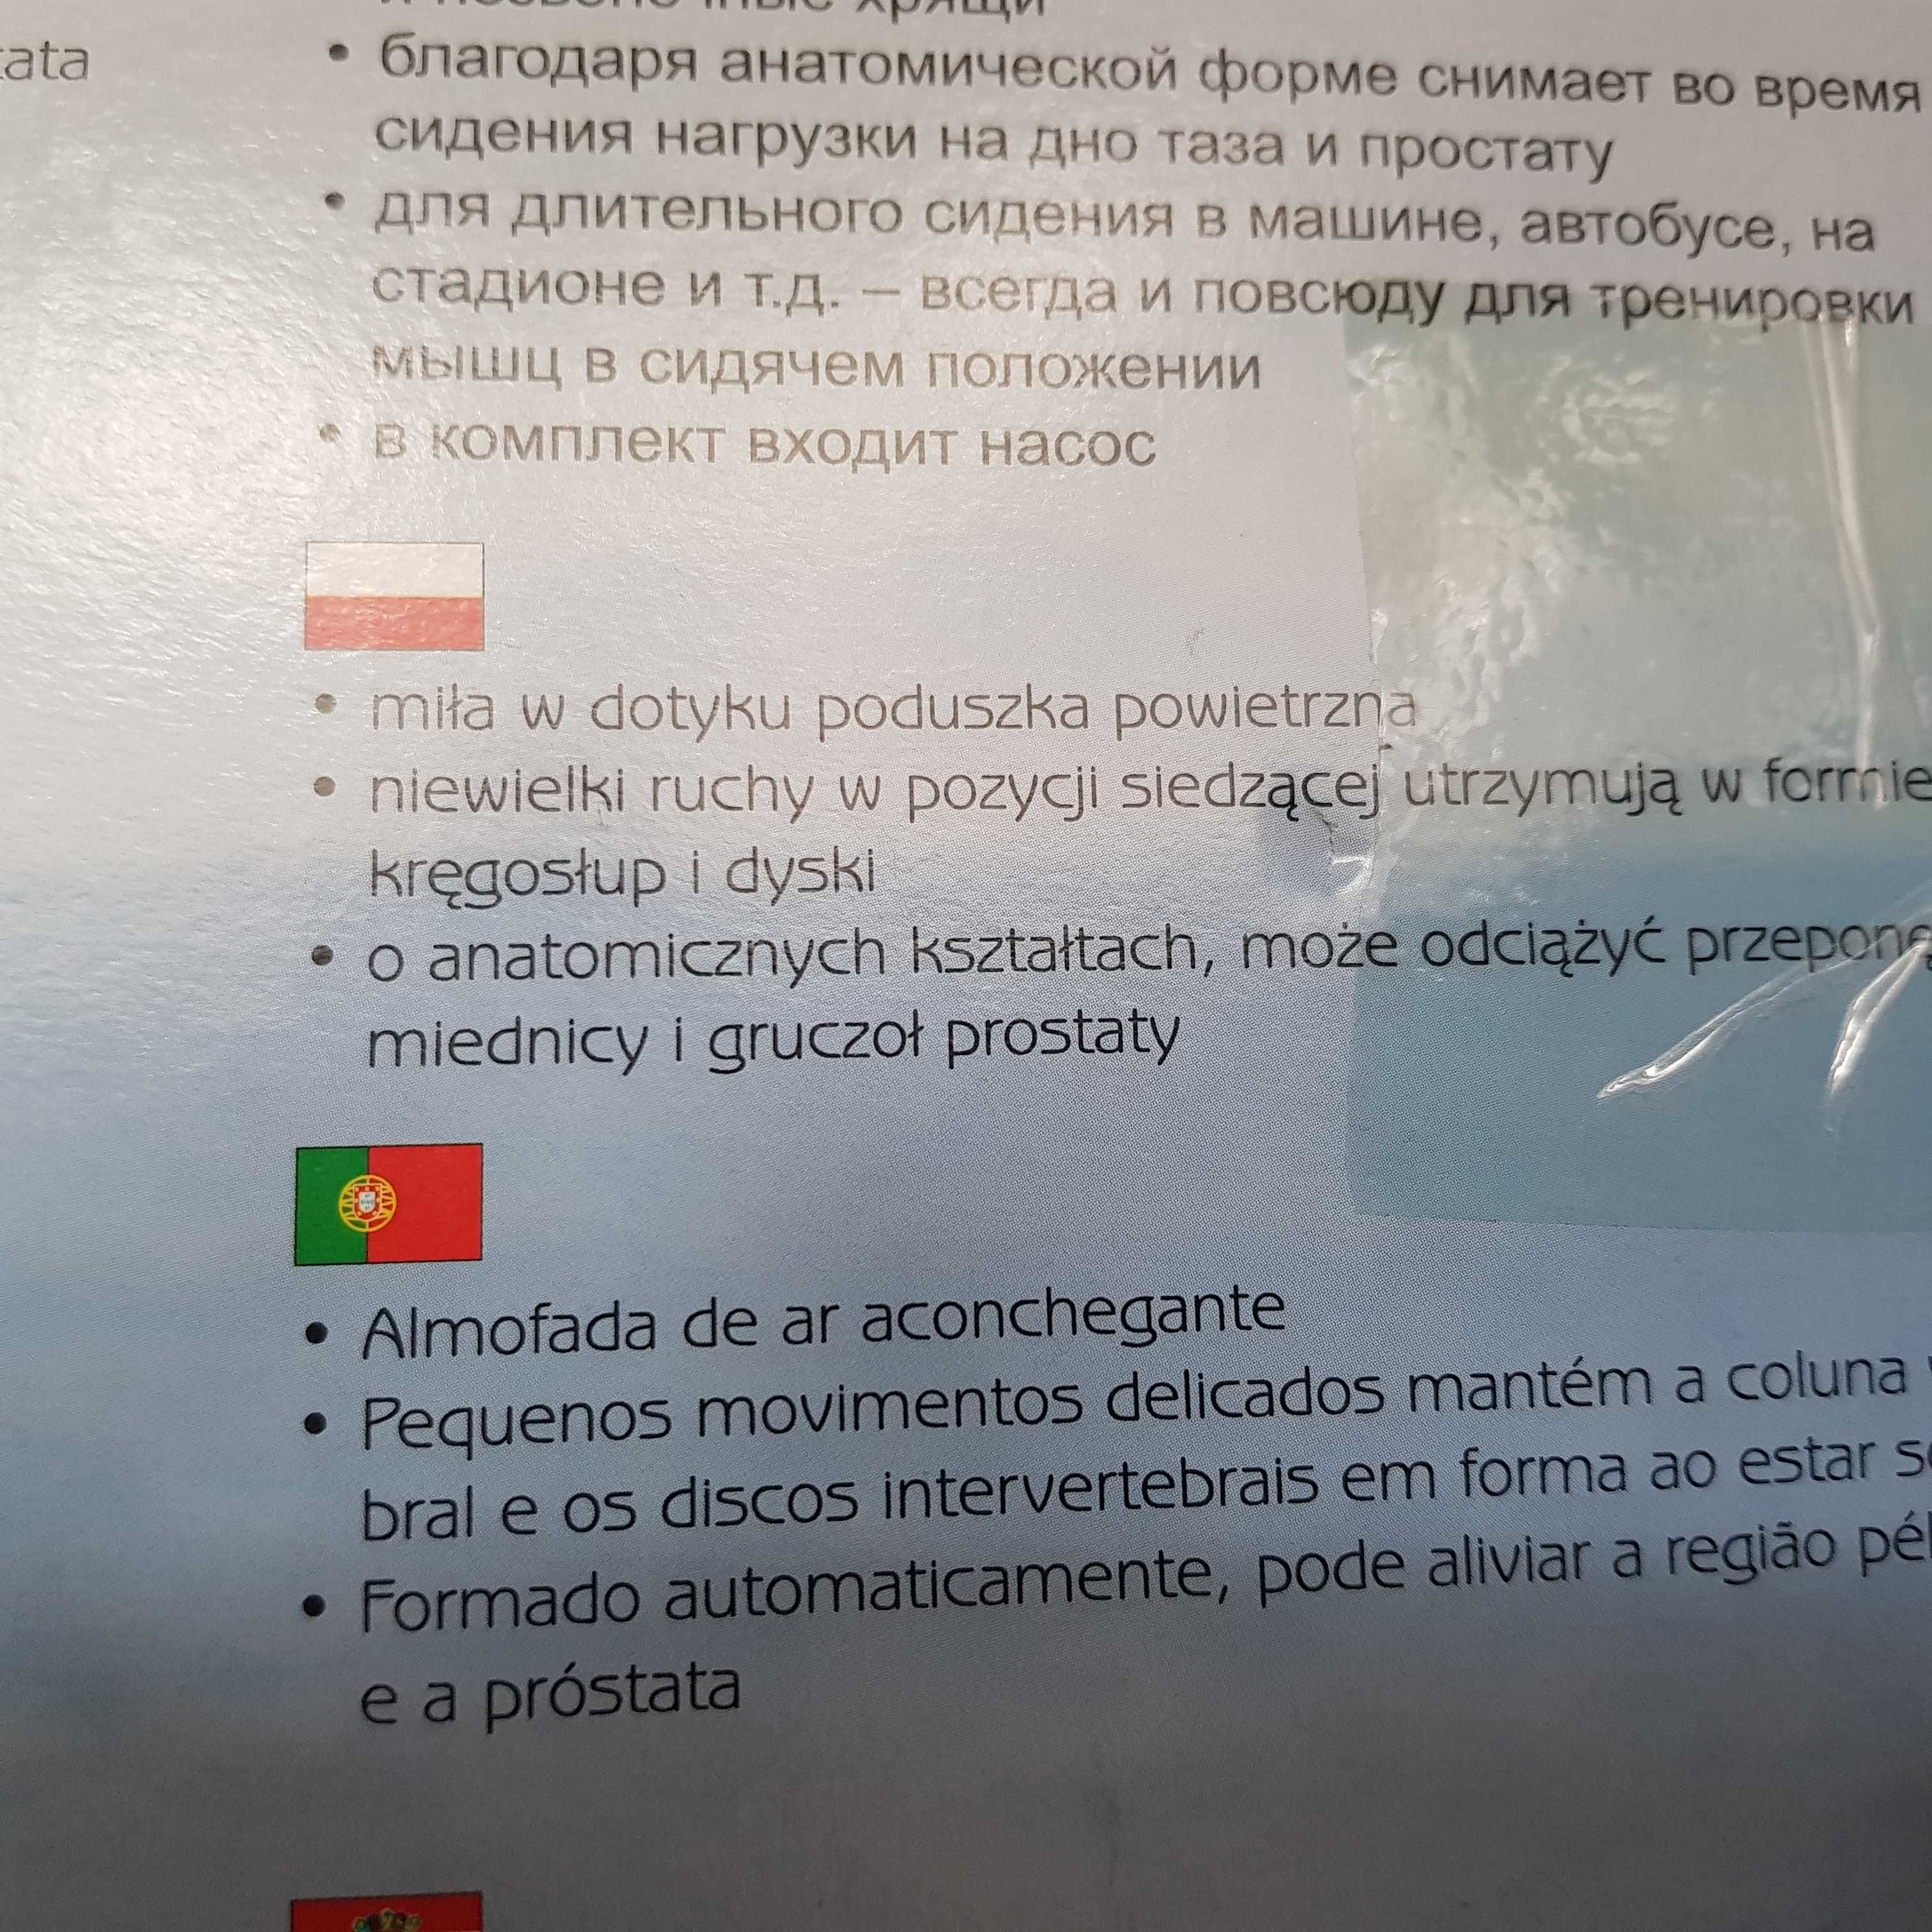 tata
• благодаря анатомической форме снимает во время
сидения нагрузки на дно таза и простату
• для длительного сидения в машине, автобусе, на
стадионе и т.д. – всегда и повсюду для тренировки
мышц в сидячем положении
• в комплект входит насос
• miła w dotyku poduszka powietrzna
• niewielki ruchy w pozycji siedzącej utrzymują w formie
kręgosłup i dyski
• o anatomicznych kształtach, może odciążyć przeponę
miednicy i gruczoł prostaty
• Almofada de ar aconchegante
• Pequenos movimentos delicados mantém a coluna
bral e os discos intervertebrais em forma ao estar
• Formado automaticamente, pode aliviar a região
e a próstata